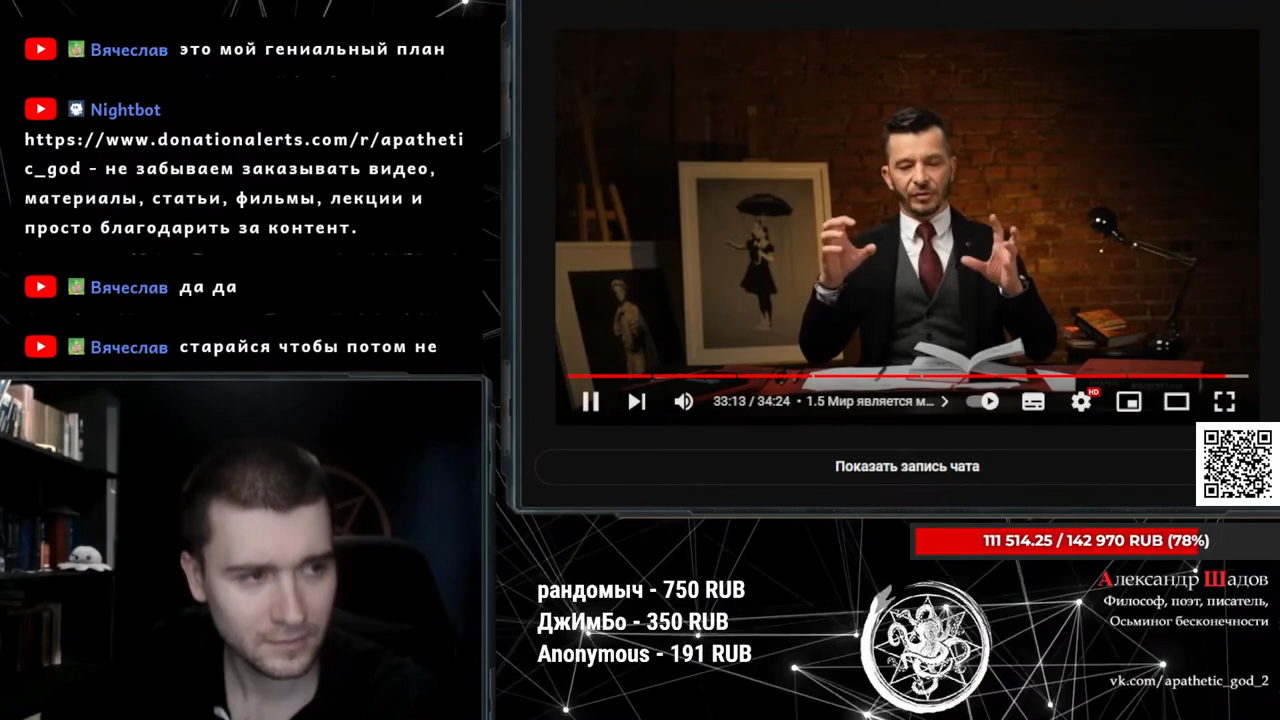 Вячеслав это мой гениальный план
Nightbot
https://www.donationalerts.com/r/apatheti
c_god - не забываем заказывать видео,
материалы, статьи, фильмы, лекции и
просто благодарить за контент.
Вячеслав да да
Вячеслав старайся чтобы потом не
33:13 / 34:24 • 1.5 Мир является м...
HD
Показать запись чата
111 514.25 / 142 970 RUB (78%)
рандомыч - 750 RUB
ДжИмБо - 350 RUB
Anonymous - 191 RUB
Александр Шадов
Философ, поэт, писатель,
Осьминог бесконечности
vk.com/apathetic_god_2